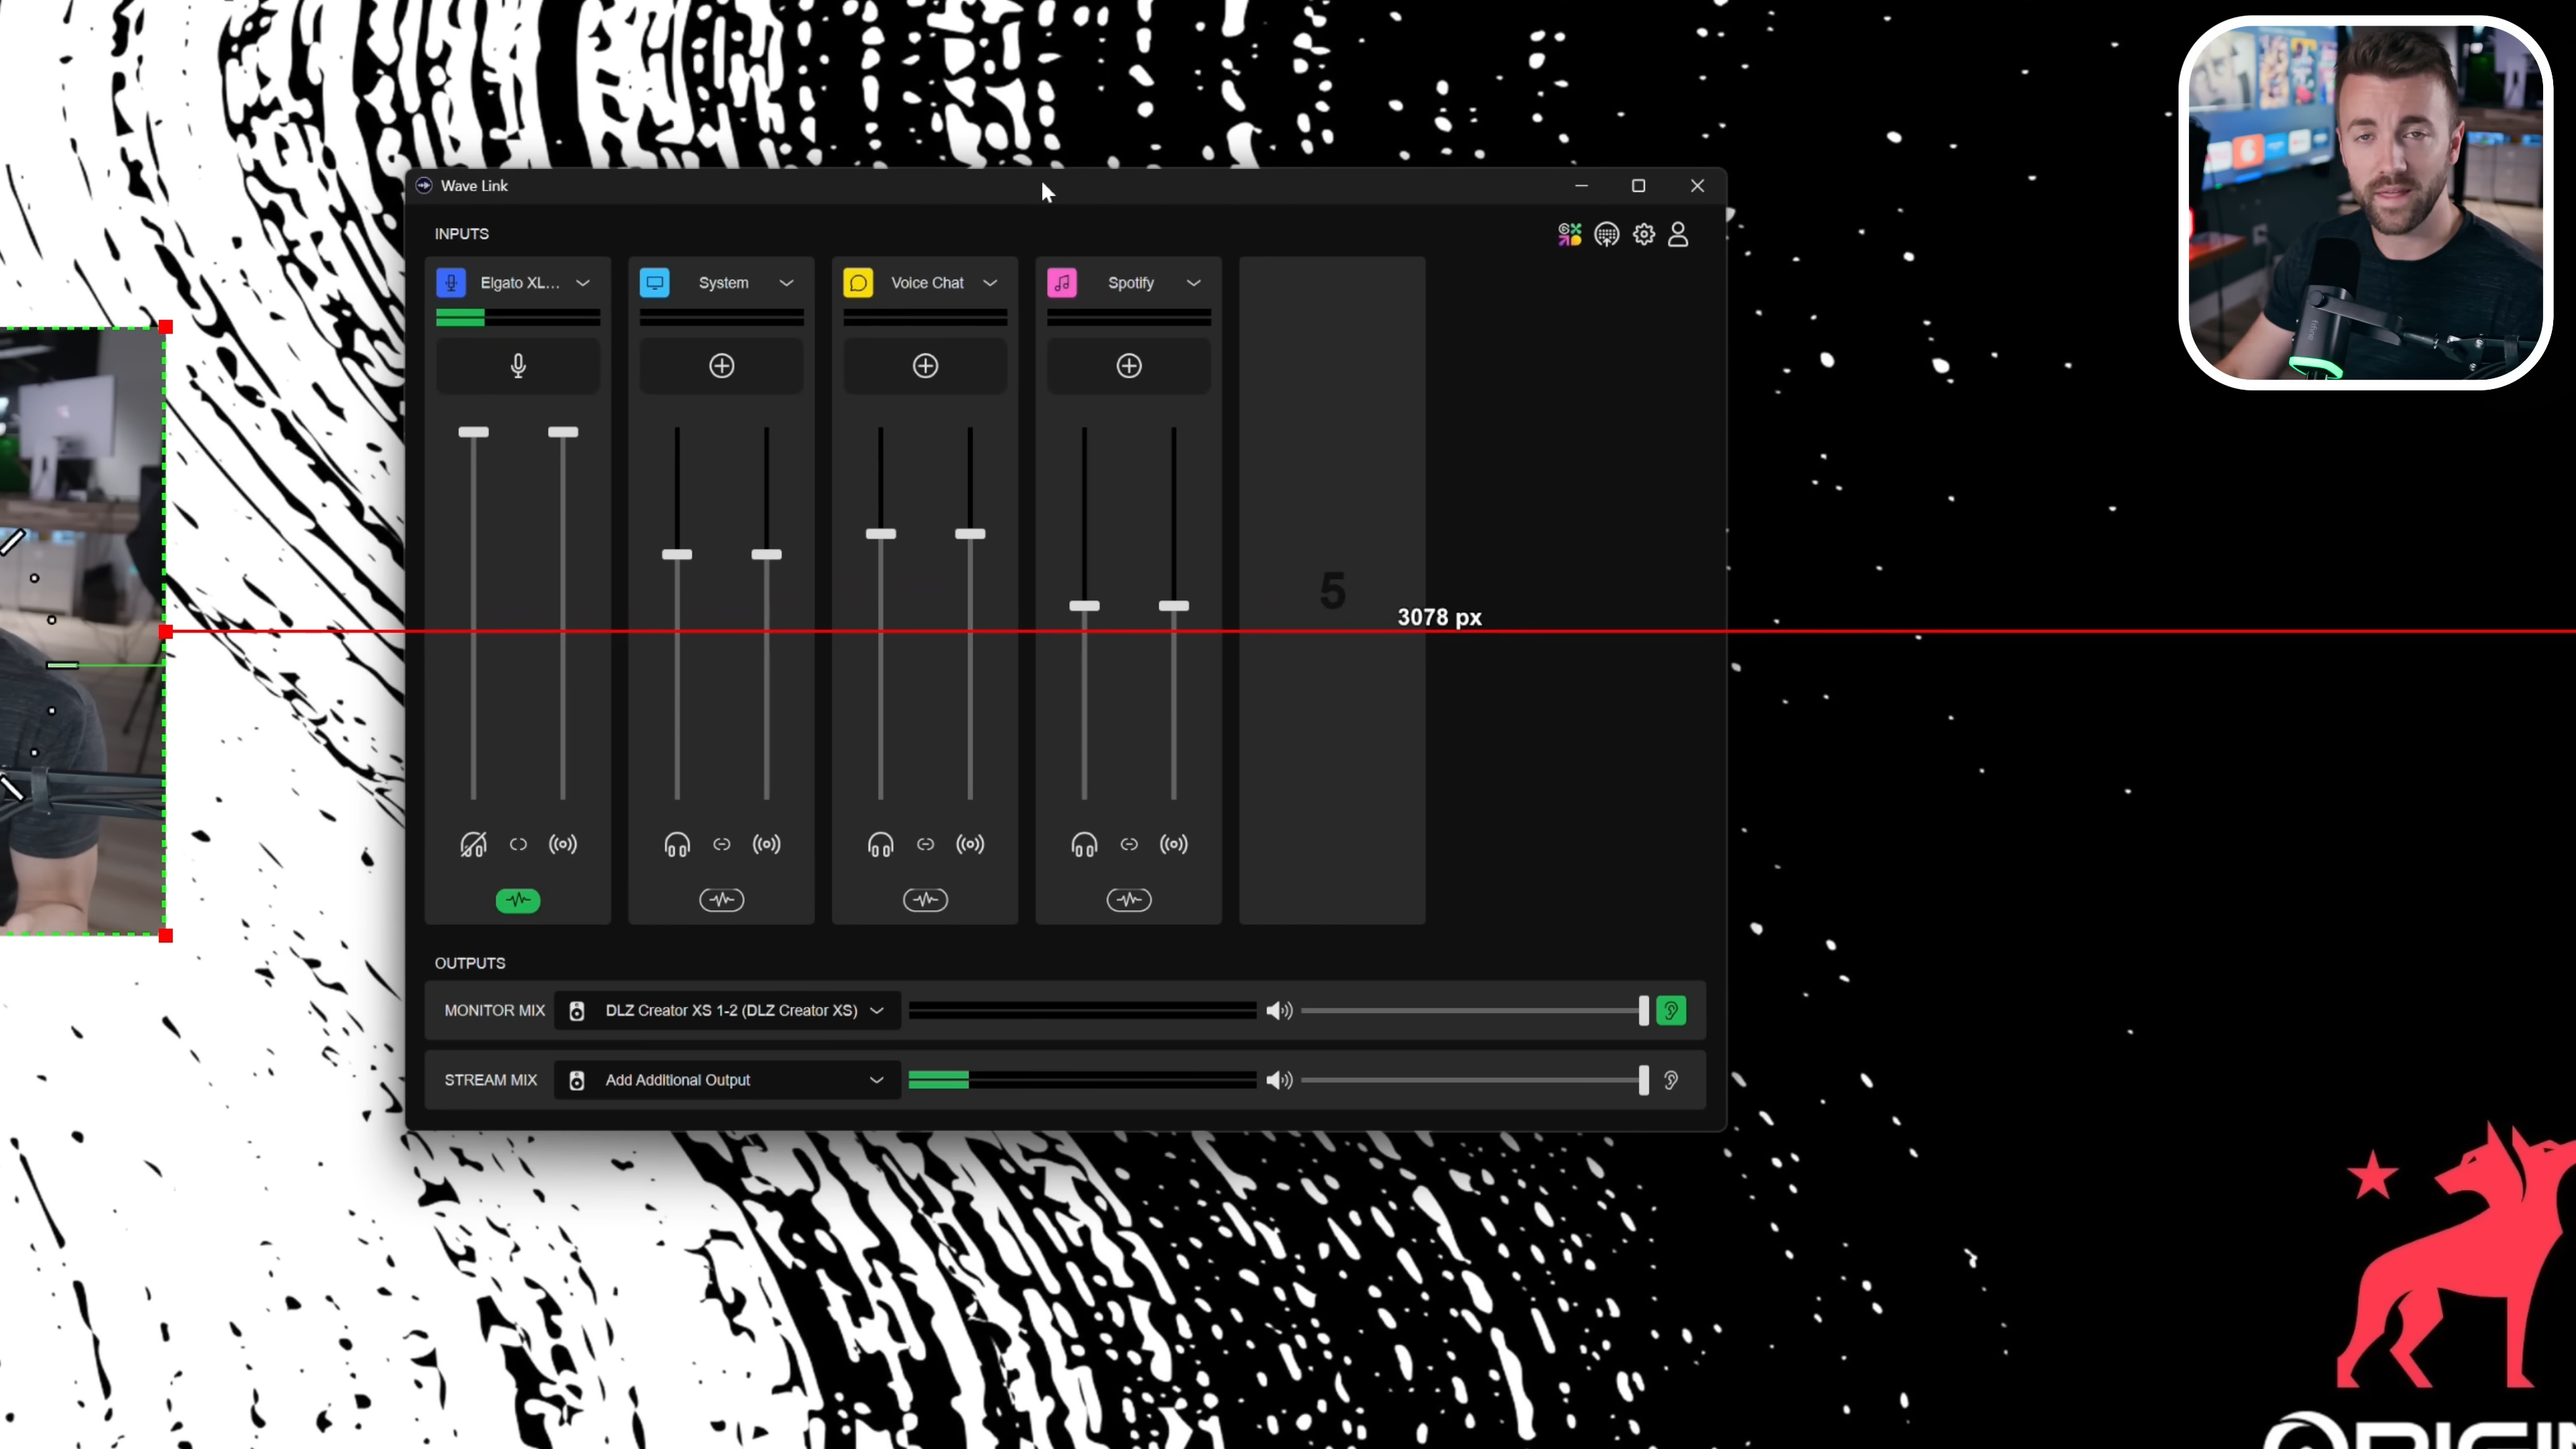 Wave Link
INPUTS
Elgato XL...
System
Voice Chat
Spotify
5
3078 px
OUTPUTS
MONITOR MIX
DLZ Creator XS 1-2 (DLZ Creator XS)
STREAM MIX
Add Additional Output
ORIGIN